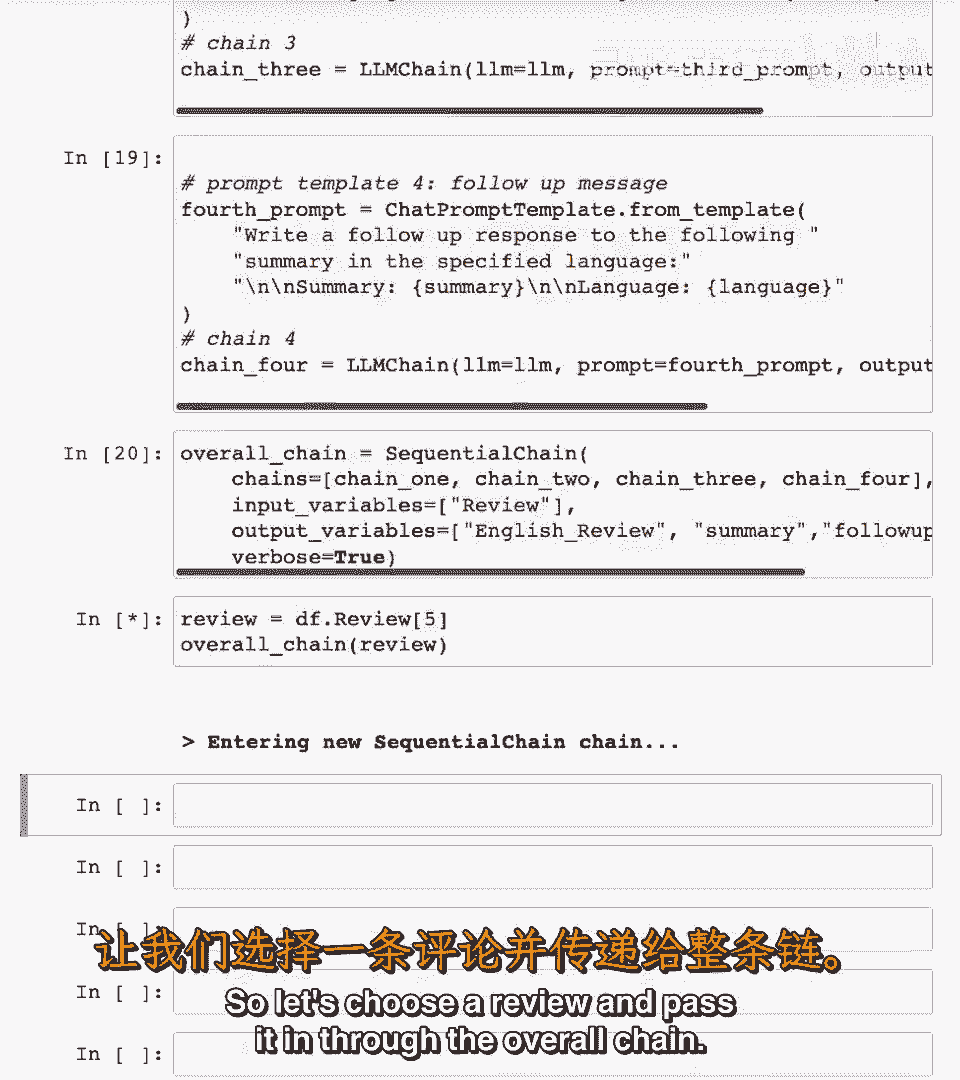 )
# chain 3
chain_three = LLMChain(llm=llm, prompt=third_prompt, output
In [19]:
# prompt template 4: follow up message
fourth_prompt = ChatPromptTemplate.from_template(
    "Write a follow up response to the following "
    "summary in the specified language:"
    "\n\nSummary: {summary}\n\nLanguage: {language}"
)
# chain 4
chain_four = LLMChain(llm=llm, prompt=fourth_prompt, output
In [20]:
overall_chain = SequentialChain(
    chains=[chain_one, chain_two, chain_three, chain_four],
    input_variables=["Review"],
    output_variables=["English_Review", "summary","followup
    verbose=True)
In [*]:
review = df.Review[5]
overall_chain(review)
> Entering new SequentialChain chain...
In [ ]:
In [ ]:
In [ ]:
让我们选择一条评论并传递给整条链。
In [ ]:
So let's choose a review and pass
it in through the overall chain.
In [ ]: